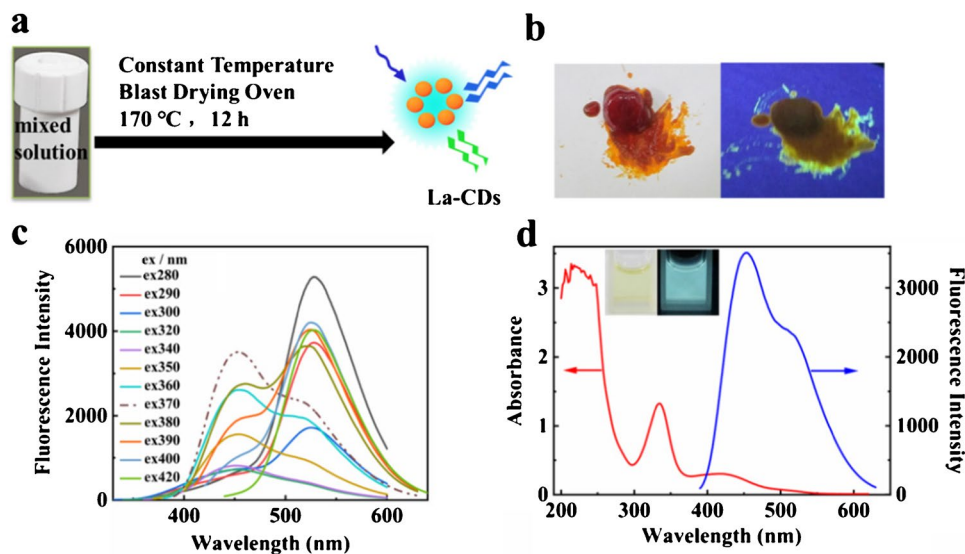 a
mixed
solution
Constant Temperature
Blast Drying Oven
170 °C , 12 h
La-CDs
b
c
Fluorescence Intensity
6000
4000
2000
0
ex / nm
ex280
ex290
ex300
ex320
ex340
ex350
ex360
ex370
ex380
ex390
ex400
ex420
400
500
600
Wavelength (nm)
d
Absorbance
3
2
1
0
200
300
400
500
600
Wavelength (nm)
3000
2000
1000
0
Fluorescence Intensity